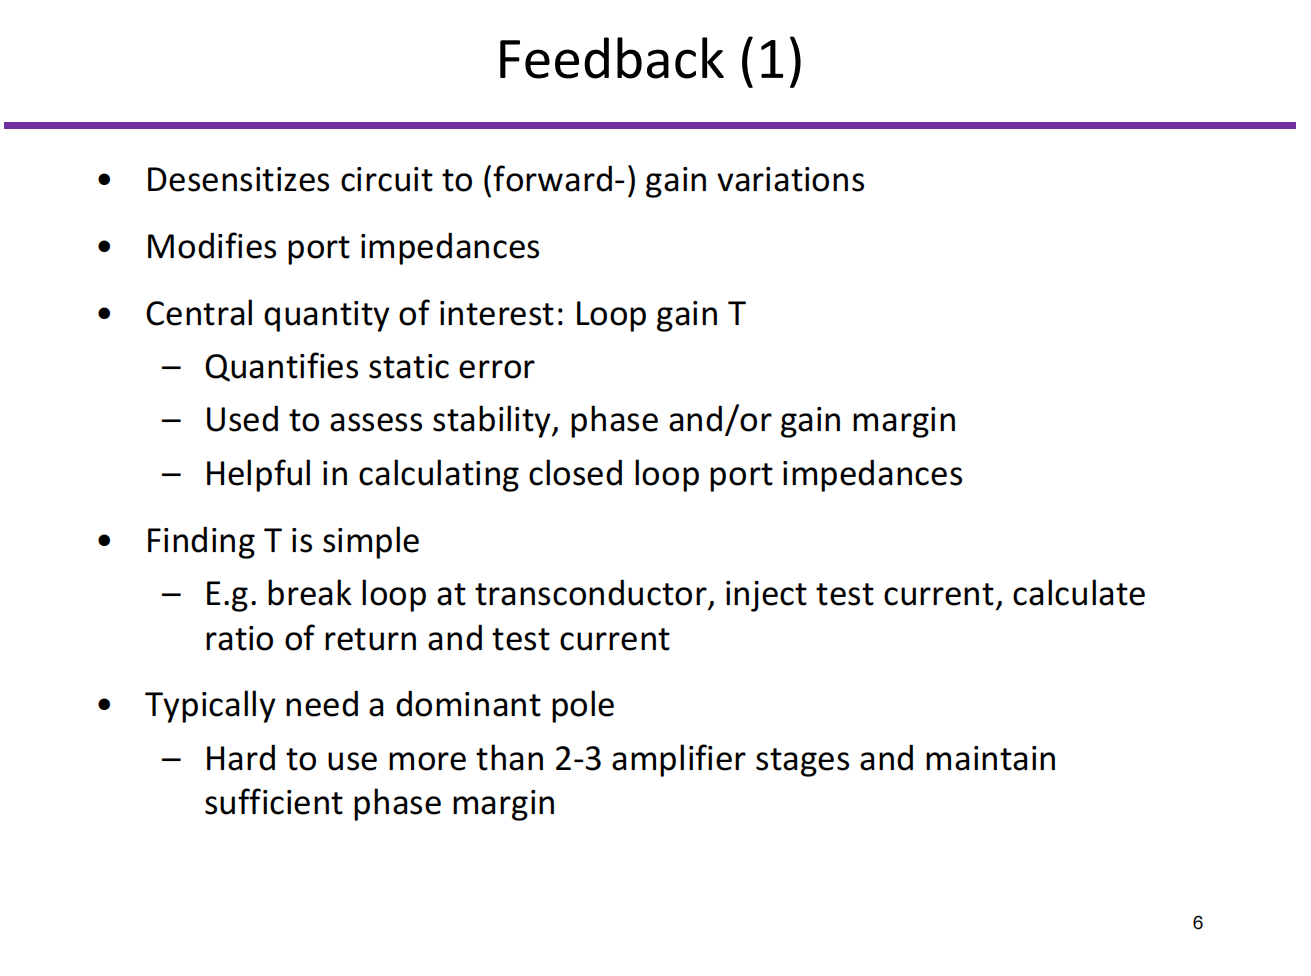 Feedback (1)
• Desensitizes circuit to (forward-) gain variations
• Modifies port impedances
• Central quantity of interest: Loop gain T
– Quantifies static error
– Used to assess stability, phase and/or gain margin
– Helpful in calculating closed loop port impedances
• Finding T is simple
– E.g. break loop at transconductor, inject test current, calculate
ratio of return and test current
• Typically need a dominant pole
– Hard to use more than 2-3 amplifier stages and maintain
sufficient phase margin
6